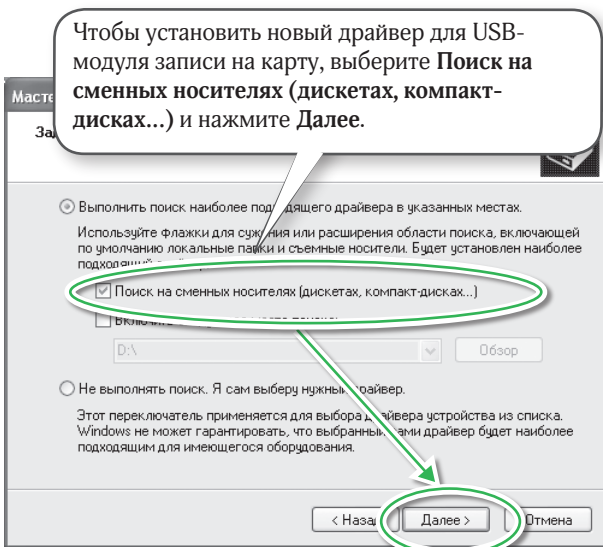 Чтобы установить новый драйвер для USB-
модуля записи на карту, выберите Поиск на
сменных носителях (дискетах, компакт-
дисках...) и нажмите Далее.
Выполнить поиск наиболее подходящего драйвера в указанных местах.
Используйте флажки для сужения или расширения области поиска, включающей
по умолчанию локальные папки и съемные носители. Будет установлен наиболее
подходящий
Поиск на сменных носителях (дискетах, компакт-дисках...)
D:\
Обзор
Не выполнять поиск. Я сам выберу нужный драйвер.
Этот переключатель применяется для выбора драйвера устройства из списка.
Windows не может гарантировать, что выбранный вами драйвер будет наиболее
подходящим для имеющегося оборудования.
< Назад Далее > Отмена